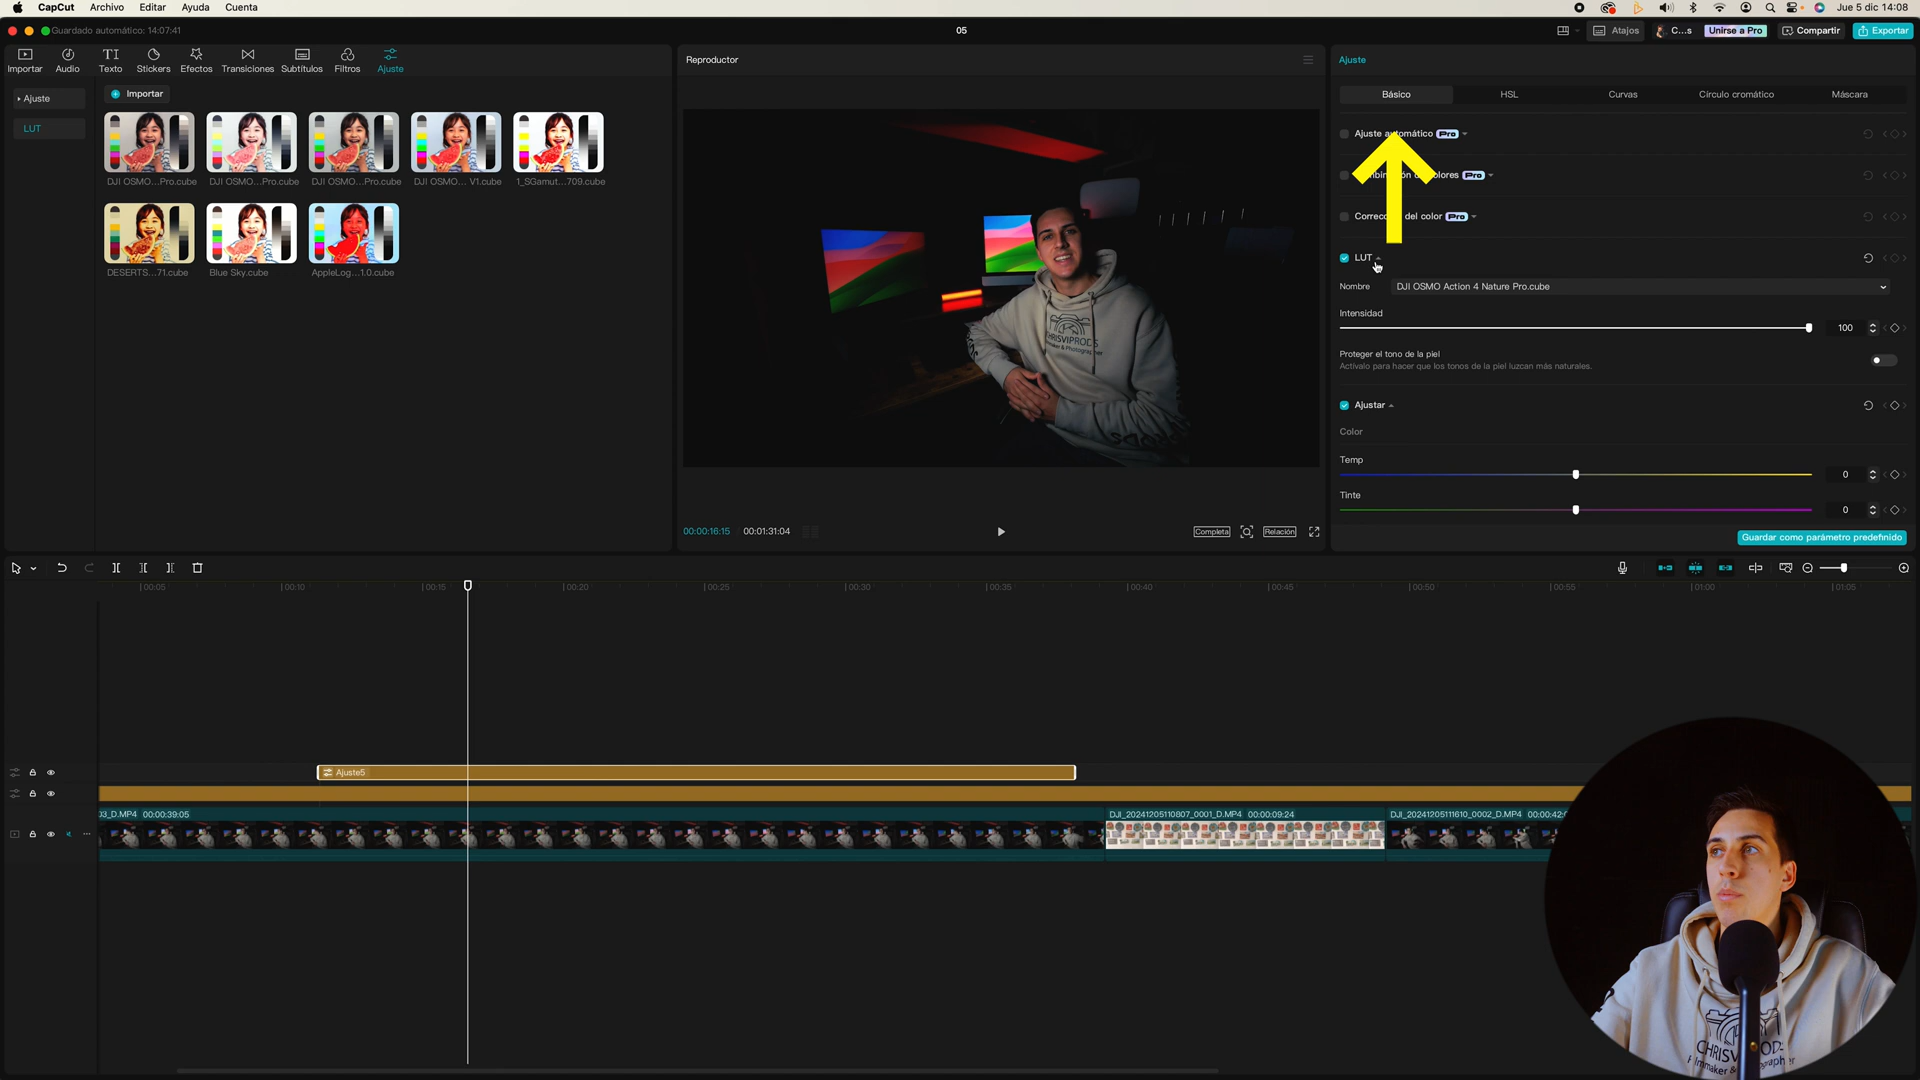 CapCut Archivo Editar Ayuda Cuenta
Jue 5 dic 14:08
Guardado automático: 14:07:41
05
Atajos
C...s
Unirse a Pro
Compartir
Exportar
Importar
Audio
Texto
Stickers
Efectos
Transiciones
Subtítulos
Filtros
Ajuste
Ajuste
LUT
Importar
DJI OSMO...Pro.cube
DJI OSMO...Pro.cube
DJI OSMO...Pro.cube
DJI OSMO... V1.cube
1_SGamut...709.cube
DESERTS...71.cube
Blue Sky.cube
AppleLog...1.0.cube
Reproductor
CHRISVIPRODS
00:00:16:15
00:01:31:04
Completa
Relación
Ajuste
Básico
HSL
Curvas
Círculo cromático
Máscara
Ajuste automático Pro
Pro
del color Pro
LUT
Nombre
DJI OSMO Action 4 Nature Pro.cube
Intensidad
100
Proteger el tono de la piel
Actívalo para hacer que los tonos de la piel luzcan más naturales.
Ajustar
Color
Temp
0
Tinte
0
Guardar como parámetro predefinido
00:05
00:10
00:15
00:20
00:25
00:30
00:35
00:40
00:45
00:50
00:55
01:00
01:05
Ajuste5
03_D.MP4 00:00:39:05
DJI_20241205110807_0001_D.MP4 00:00:09:24
DJI_20241205111610_0002_D.MP4 00:00:42: